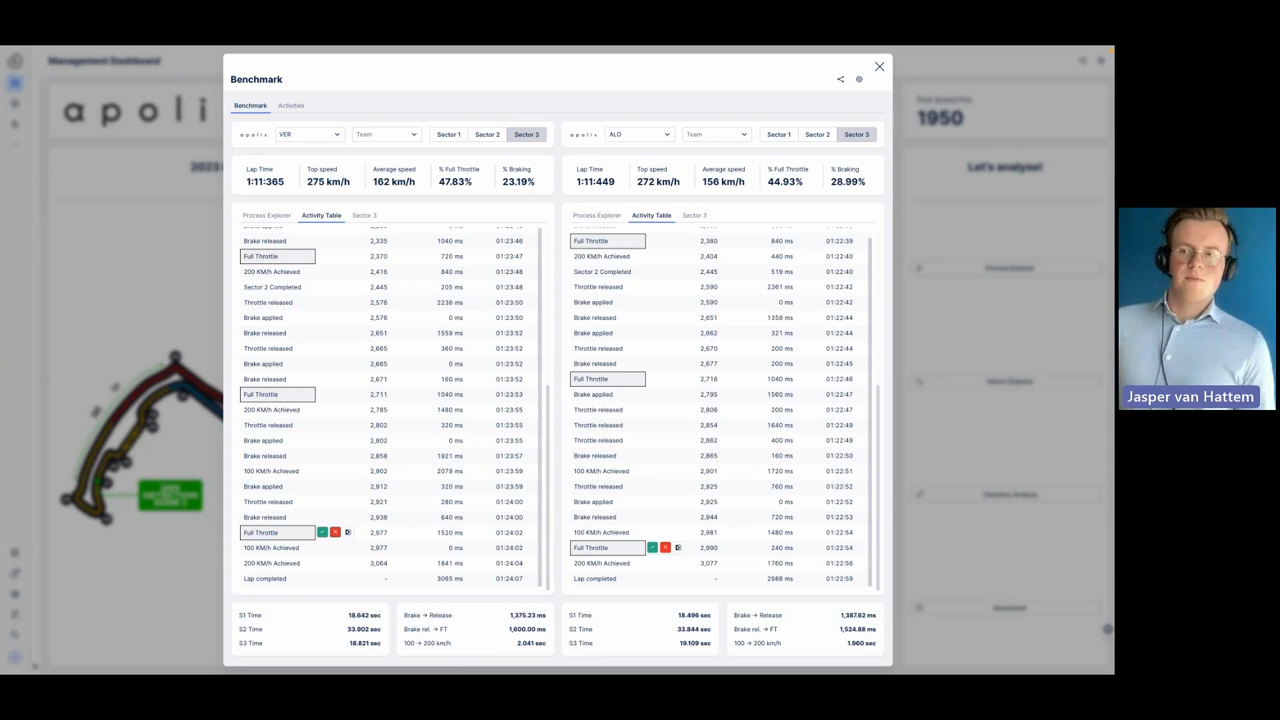 Management Dashboard
apoli
2023
First Grand Prix
1950
Let's analyse!
Benchmark
Benchmark Activities
apolix VER Team Sector 1 Sector 2 Sector 3
Lap Time Top speed Average speed % Full Throttle % Braking
1:11:365 275 km/h 162 km/h 47.83% 23.19%
Process Explorer Activity Table Sector 3
Brake released 2,335 1040 ms 01:23:46
Full Throttle 2,370 720 ms 01:23:47
200 KM/h Achieved 2,416 840 ms 01:23:48
Sector 2 Completed 2,445 205 ms 01:23:48
Throttle released 2,576 2236 ms 01:23:50
Brake applied 2,576 0 ms 01:23:50
Brake released 2,651 1559 ms 01:23:52
Throttle released 2,665 360 ms 01:23:52
Brake applied 2,665 0 ms 01:23:52
Brake released 2,671 160 ms 01:23:52
Full Throttle 2,711 1040 ms 01:23:53
200 KM/h Achieved 2,785 1480 ms 01:23:55
Throttle released 2,802 320 ms 01:23:55
Brake applied 2,802 0 ms 01:23:55
Brake released 2,858 1921 ms 01:23:57
100 KM/h Achieved 2,902 2079 ms 01:23:59
Brake applied 2,912 320 ms 01:23:59
Throttle released 2,921 280 ms 01:24:00
Brake released 2,938 640 ms 01:24:00
Full Throttle 2,977 1520 ms 01:24:02
100 KM/h Achieved 2,977 0 ms 01:24:02
200 KM/h Achieved 3,064 1841 ms 01:24:04
Lap completed - 3065 ms 01:24:07
S1 Time 18.642 sec
S2 Time 33.902 sec
S3 Time 18.821 sec
Brake → Release 1,375.23 ms
Brake rel. → FT 1,600.00 ms
100 → 200 km/h 2.041 sec
apolix ALO Team Sector 1 Sector 2 Sector 3
Lap Time Top speed Average speed % Full Throttle % Braking
1:11:449 272 km/h 156 km/h 44.93% 28.99%
Process Explorer Activity Table Sector 3
Full Throttle 2,380 840 ms 01:22:39
200 KM/h Achieved 2,404 440 ms 01:22:40
Sector 2 Completed 2,445 519 ms 01:22:40
Throttle released 2,590 2361 ms 01:22:42
Brake applied 2,590 0 ms 01:22:42
Brake released 2,651 1359 ms 01:22:44
Brake applied 2,662 321 ms 01:22:44
Throttle released 2,670 200 ms 01:22:44
Brake released 2,677 200 ms 01:22:45
Full Throttle 2,716 1040 ms 01:22:46
Brake applied 2,795 1560 ms 01:22:47
Throttle released 2,806 200 ms 01:22:47
Throttle released 2,854 1640 ms 01:22:49
Throttle released 2,862 400 ms 01:22:49
Brake released 2,865 160 ms 01:22:50
100 KM/h Achieved 2,901 1720 ms 01:22:51
Throttle released 2,925 760 ms 01:22:52
Brake applied 2,925 0 ms 01:22:52
Brake released 2,944 720 ms 01:22:53
100 KM/h Achieved 2,981 1480 ms 01:22:54
Full Throttle 2,990 240 ms 01:22:54
200 KM/h Achieved 3,077 1760 ms 01:22:56
Lap completed - 2988 ms 01:22:59
S1 Time 18.496 sec
S2 Time 33.844 sec
S3 Time 19.109 sec
Brake → Release 1,387.62 ms
Brake rel. → FT 1,524.88 ms
100 → 200 km/h 1.960 sec
Jasper van Hattem